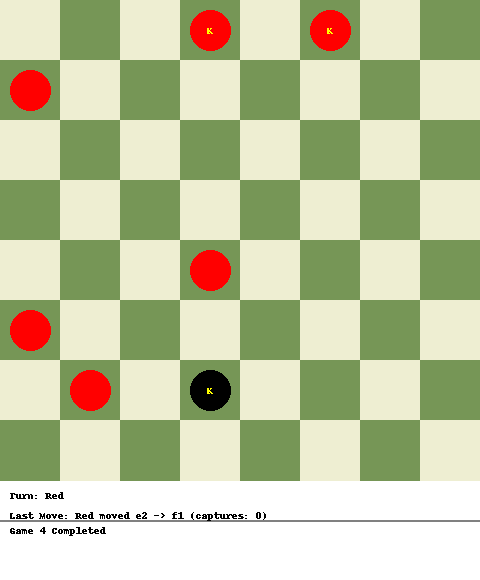 K K
K
Turn: Red
Last Move: Red moved e2 -> f1 (captures: 0)
Game 4 Completed